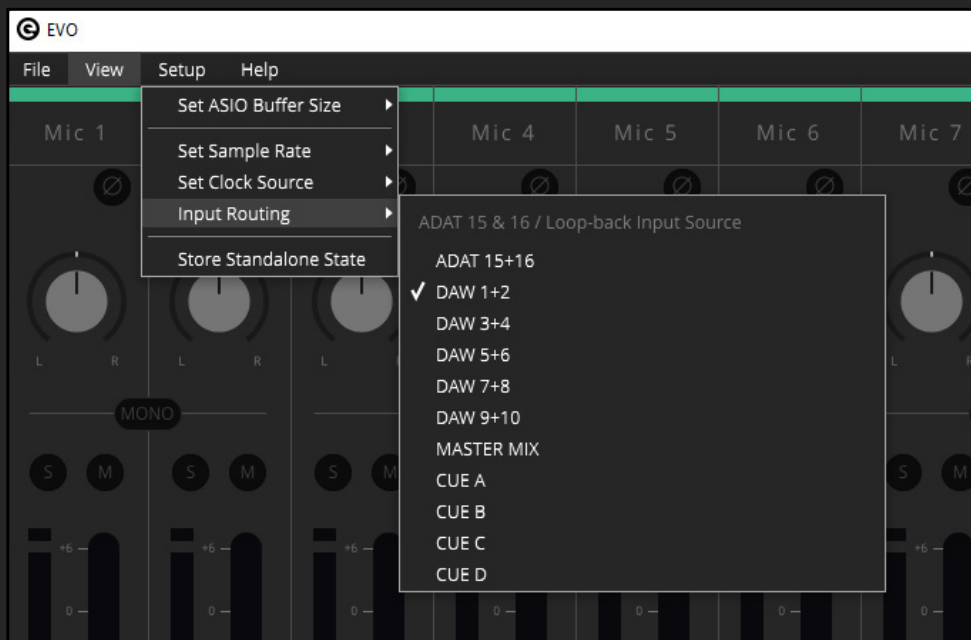 EVO
File View Setup Help
Mic 1 Mic 4 Mic 5 Mic 6 Mic 7
Set ASIO Buffer Size
Set Sample Rate
Set Clock Source
Input Routing
Store Standalone State
ADAT 15 & 16 / Loop-back Input Source
ADAT 15+16
DAW 1+2
DAW 3+4
DAW 5+6
DAW 7+8
DAW 9+10
MASTER MIX
CUE A
CUE B
CUE C
CUE D
L R L R L L
MONO
S M S M S M S M
+6 +6 +6 +6
0 0 0 0 0 0 0